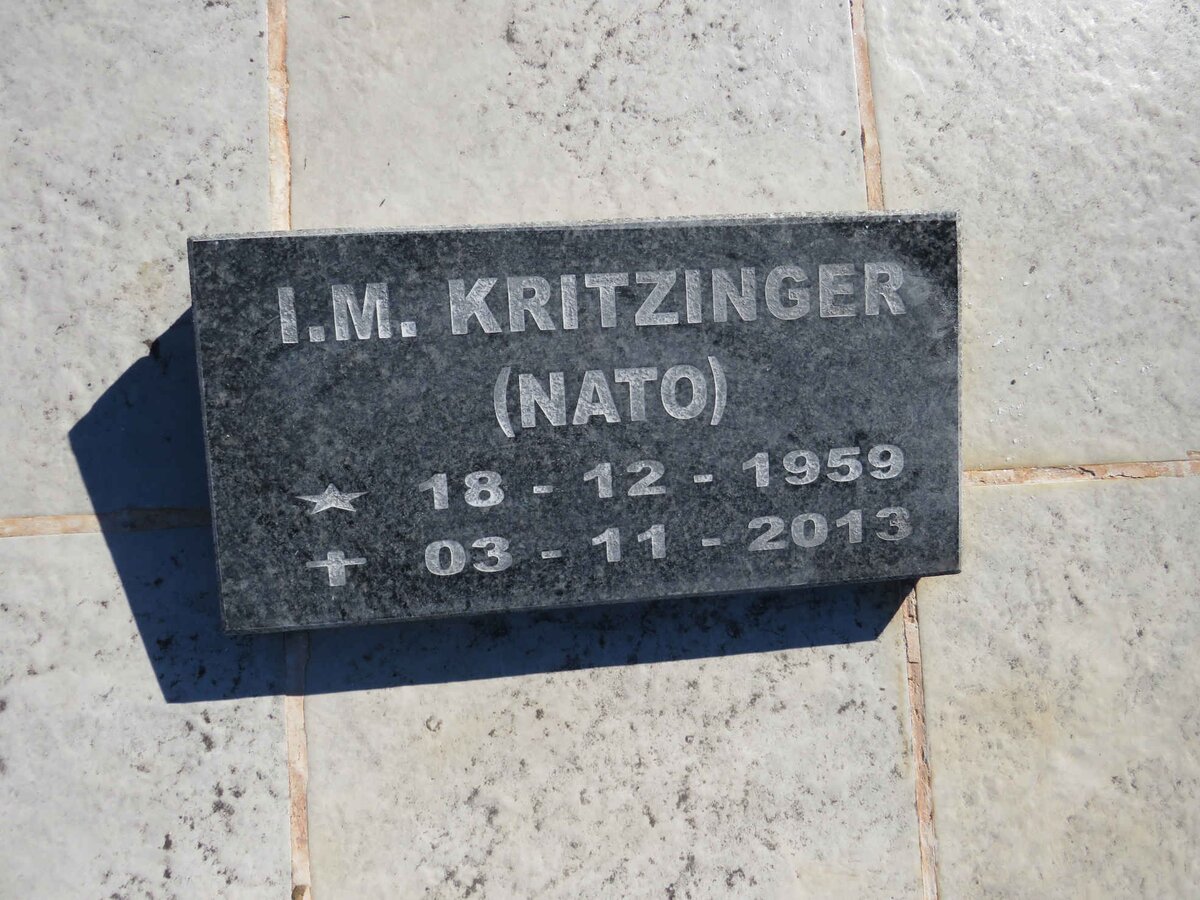 I.M. KRITZINGER
(NATO)
18 - 12 - 1959
03 - 11 - 2013